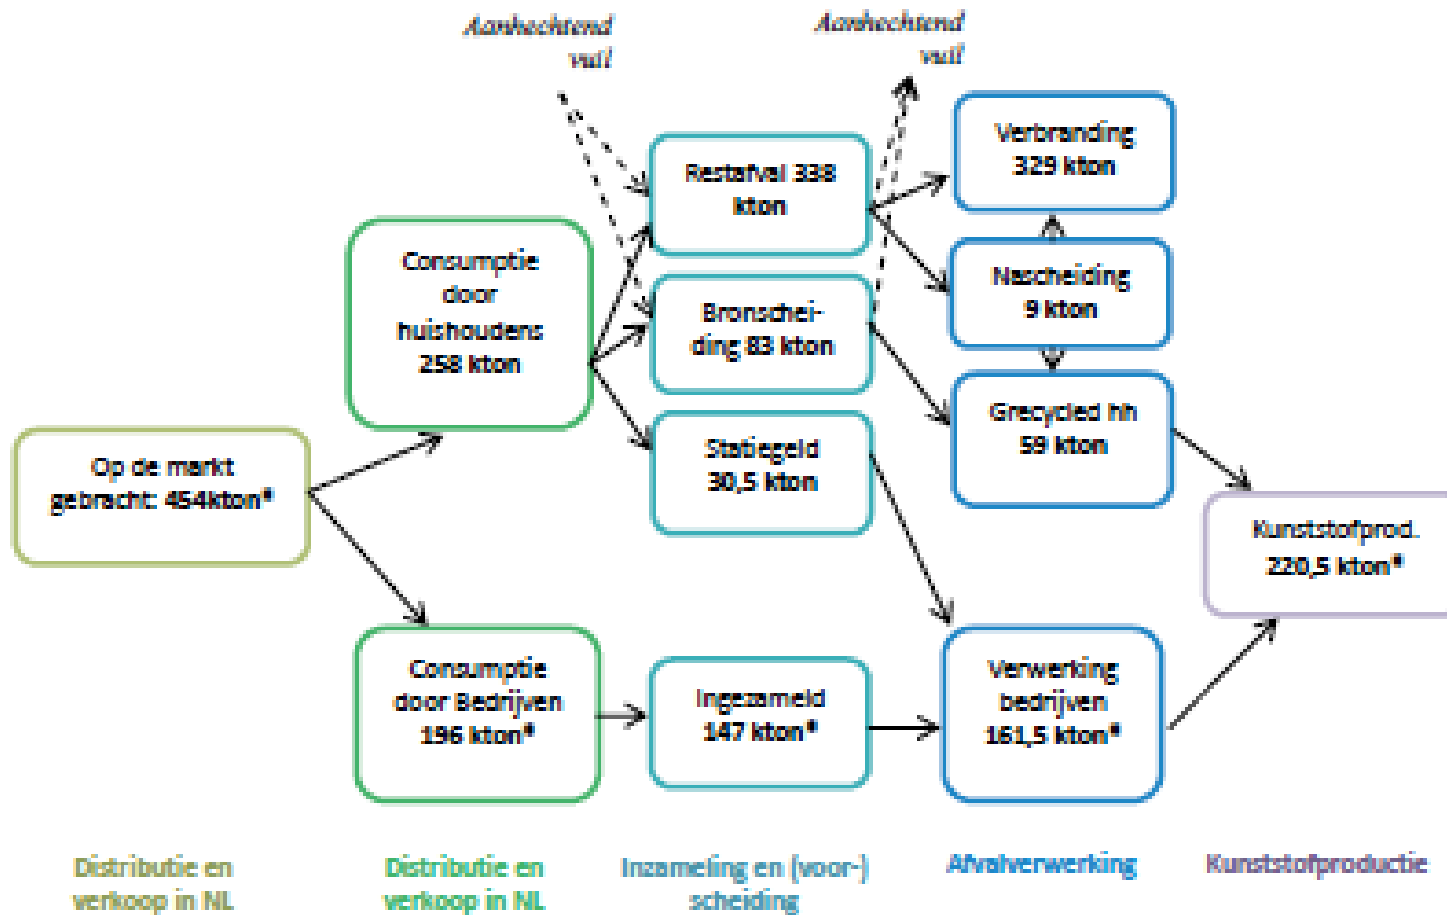 Aanhechtend
vuil
Aanhechtend
vuil
Op de markt
gebracht: 454kton*
Consumptie
door
huishoudens
258 kton
Consumptie
door Bedrijven
196 kton*
Restafval 338
kton
Bronschei-
ding 83 kton
Statiegeld
30,5 kton
Ingezameld
147 kton*
Verbranding
329 kton
Nascheiding
9 kton
Grecycled hh
59 kton
Verwerking
bedrijven
161,5 kton*
Kunststofprod.
220,5 kton*
Distributie en
verkoop in NL
Distributie en
verkoop in NL
Inzameling en (voor-)
scheiding
Afvalverwerking
Kunststofproductie